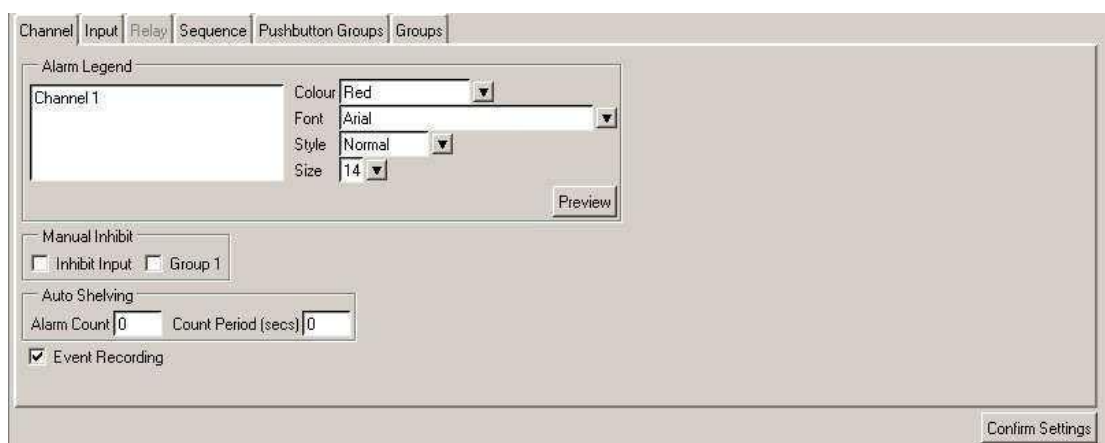 Channel Input Relay Sequence Pushbutton Groups Groups
Alarm Legend
Channel 1
Colour Red
Font Arial
Style Normal
Size 14
Preview
Manual Inhibit
Inhibit Input Group 1
Auto Shelving
Alarm Count 0 Count Period (secs) 0
Event Recording
Confirm Settings